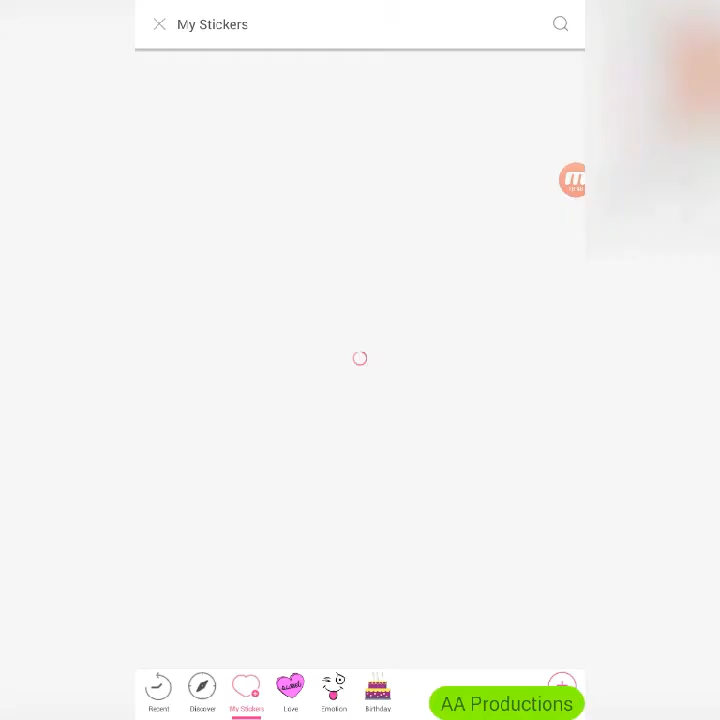 My Stickers
Recent
Discover
My Stickers
Love
Emotion
Birthday
AA Productions